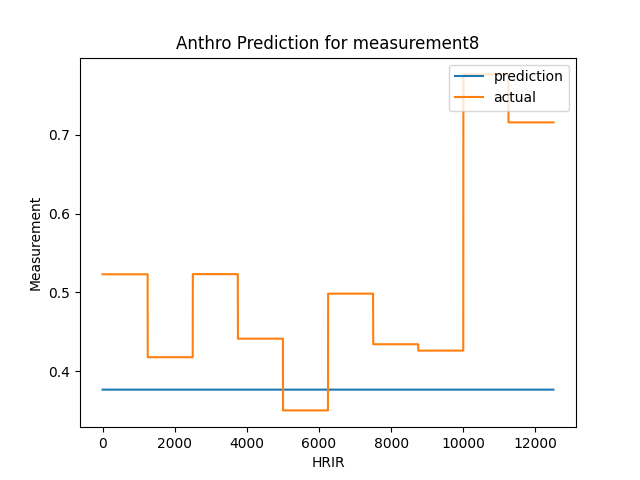 Anthro Prediction for measurement8
prediction
actual
Measurement
0.7
0.6
0.5
0.4
0 2000 4000 6000 8000 10000 12000
HRIR